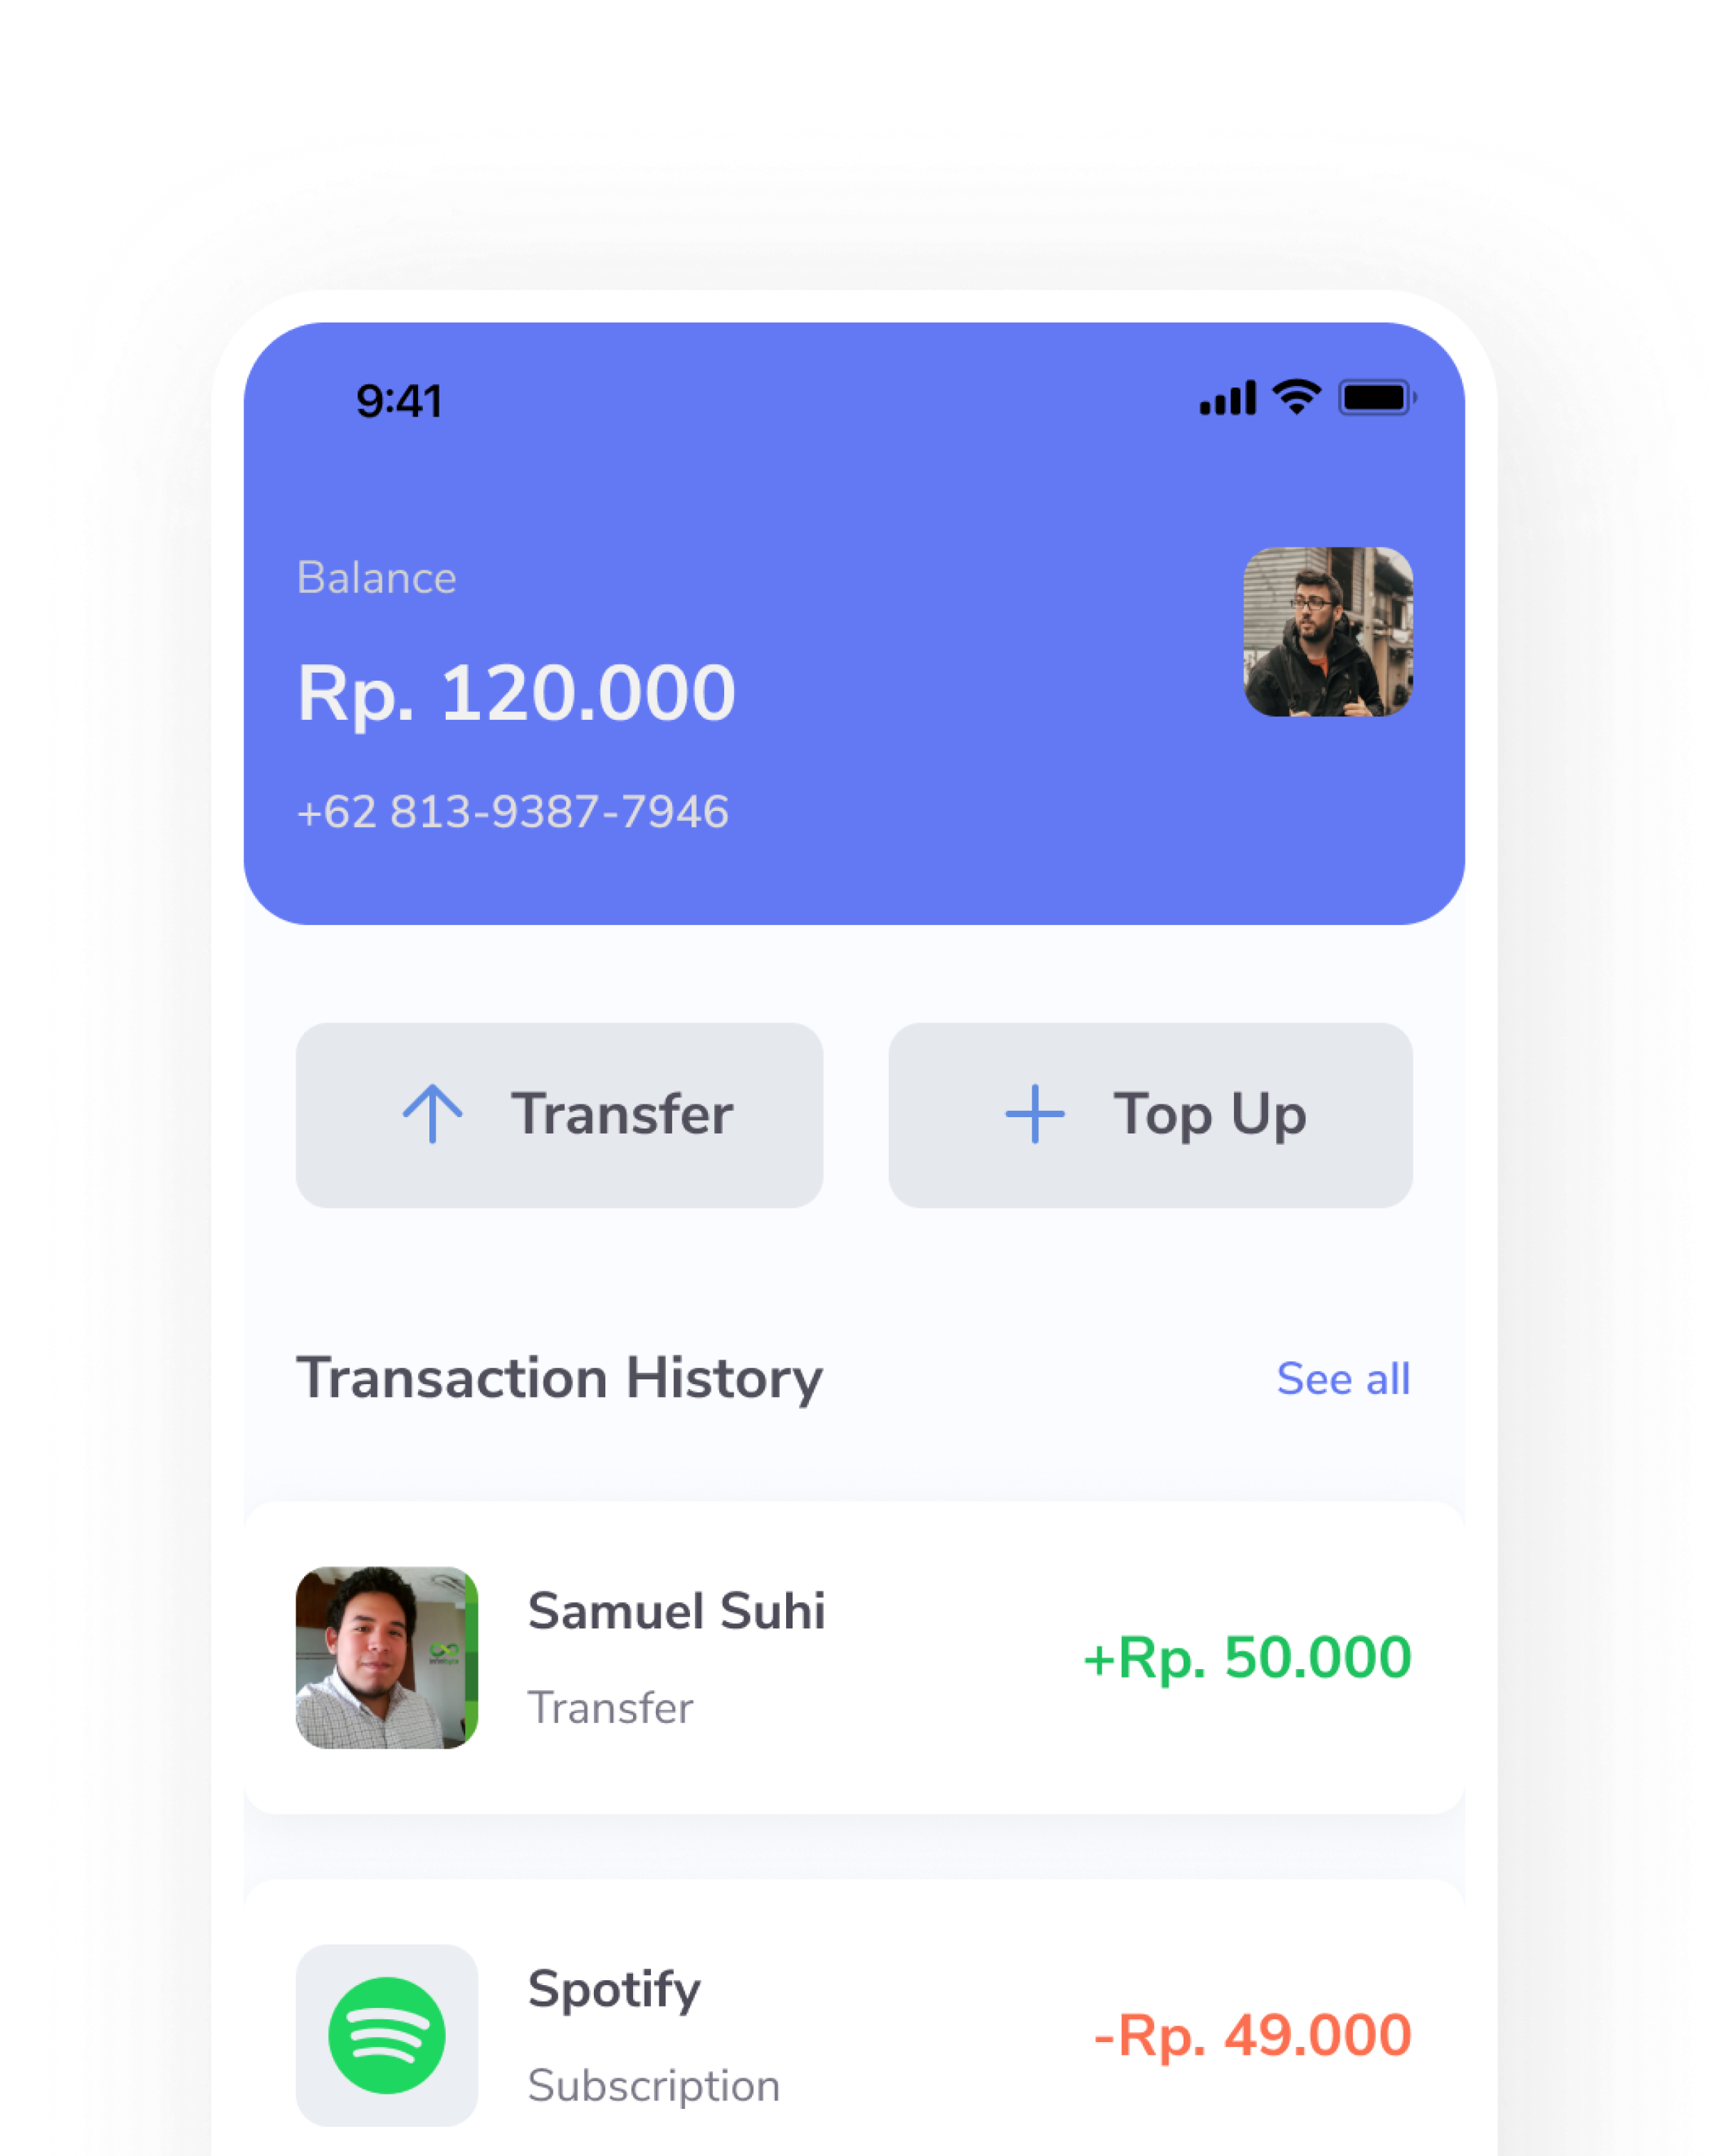 9:41
Balance
Rp. 120.000
+62 813-9387-7946
Transfer
Top Up
Transaction History
See all
Samuel Suhi
Transfer
+Rp. 50.000
Spotify
Subscription
-Rp. 49.000